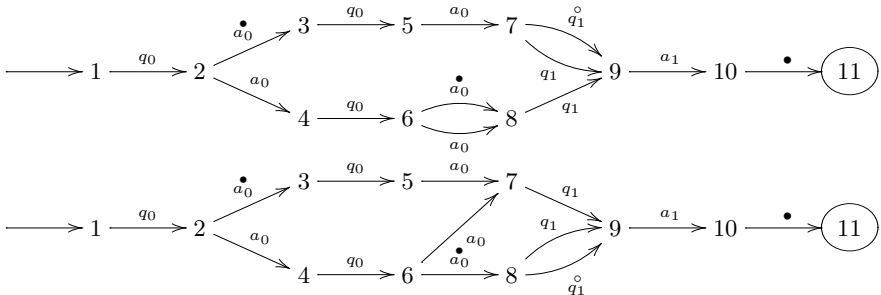 • ◦
a₀ 3 q₀ 5 a₀ 7 q₁
1 q₀ 2 • q₁ 9 a₁ 10 • 11
a₀ 4 q₀ 6 a₀ 8 q₁
a₀
• a₀ 3 q₀ 5 a₀ 7 q₁
1 q₀ 2 a₀ q₁ 9 a₁ 10 • 11
a₀ 4 q₀ 6 • a₀ 8
◦ q₁